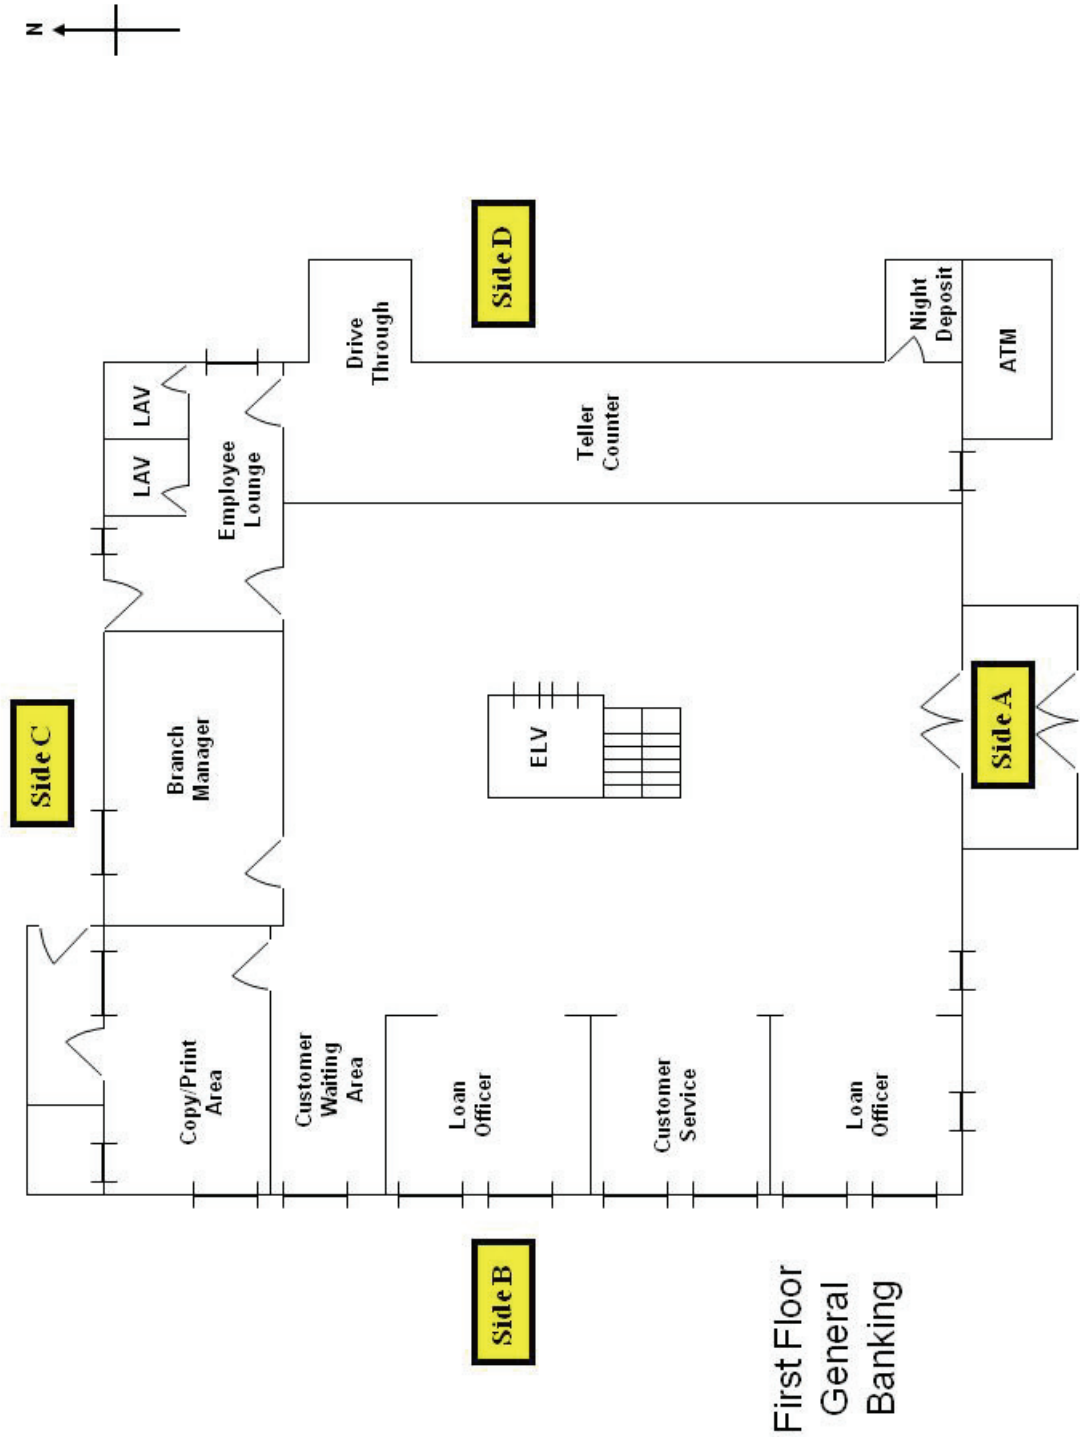 N
Side C
Side D
Side B
Side A
LAV
LAV
Employee
Lounge
Drive
Through
Branch
Manager
Copy/Print
Area
Customer
Waiting
Area
Loan
Officer
Customer
Service
Loan
Officer
ELV
Teller
Counter
Night
Deposit
ATM
First Floor
General
Banking